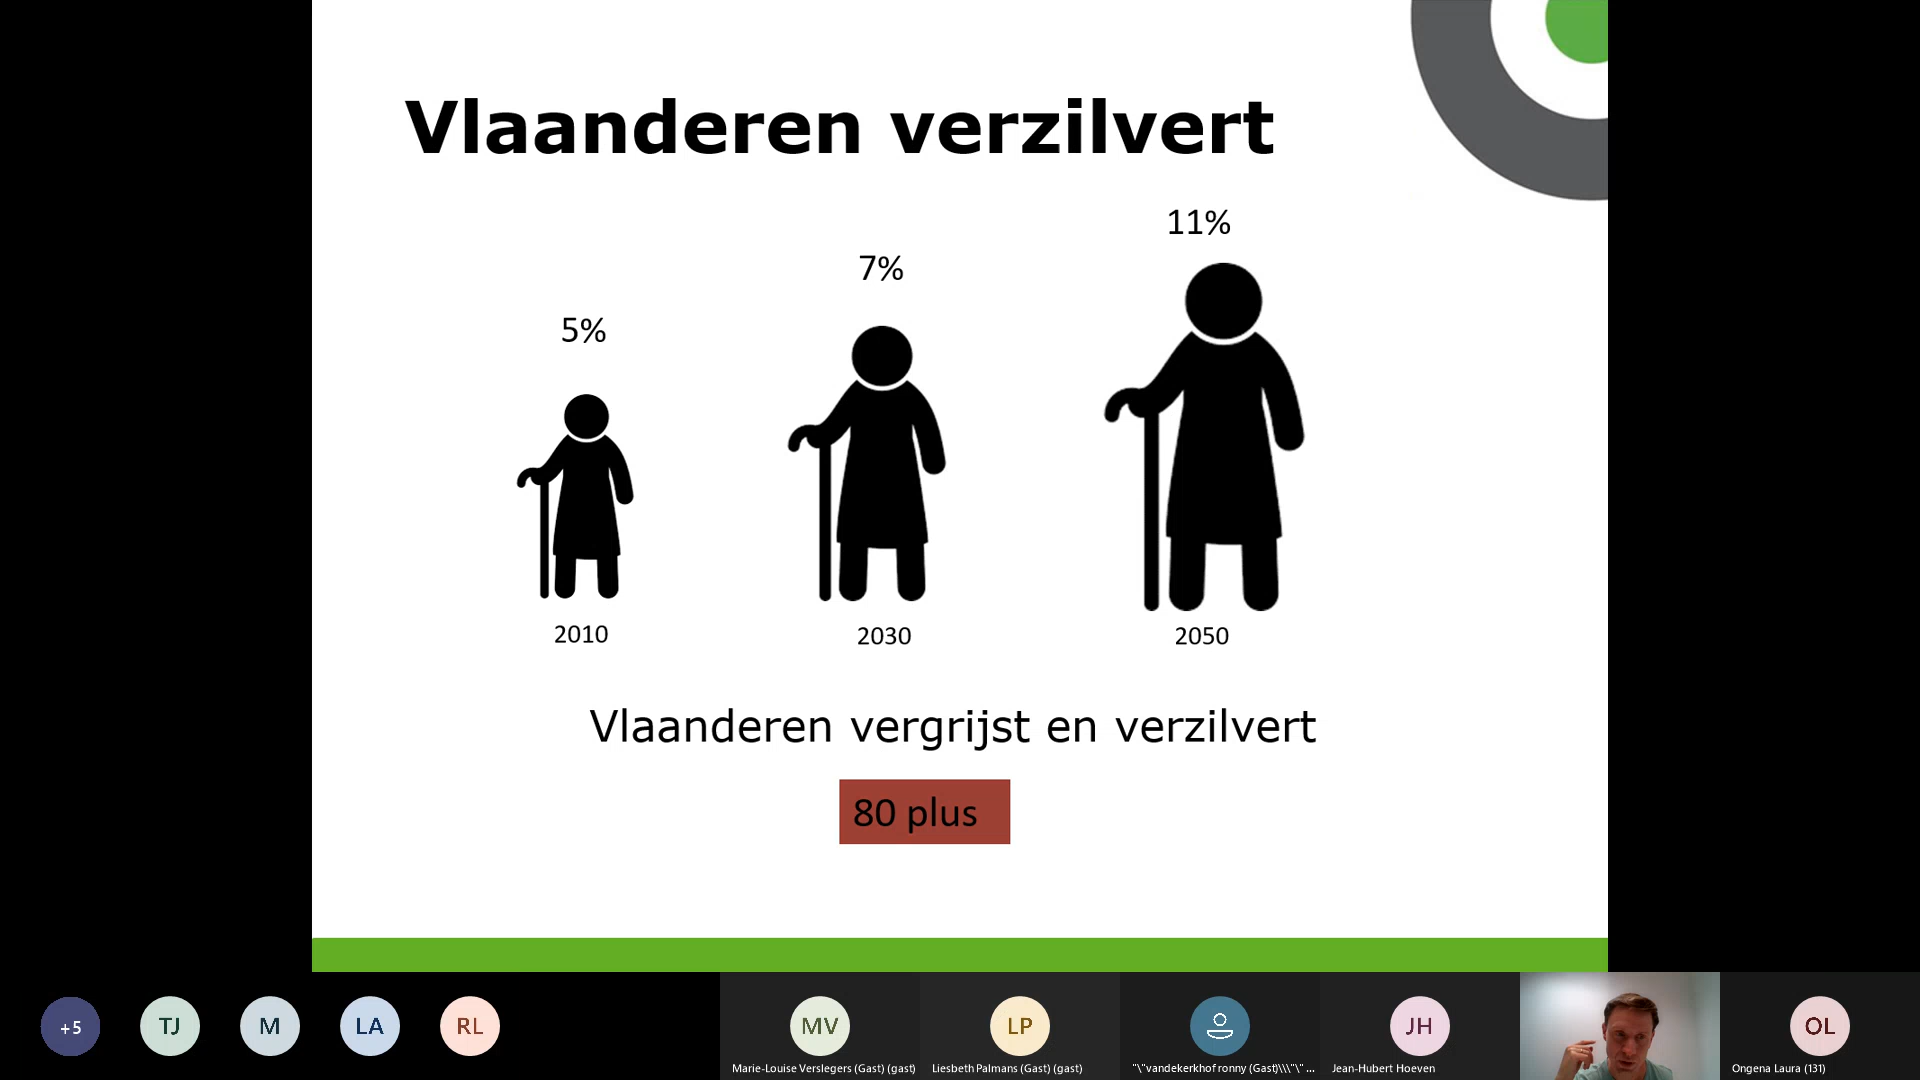 Vlaanderen verzilvert
11%
7%
5%
2010
2030
2050
Vlaanderen vergrijst en verzilvert
80 plus
+5
TJ
M
LA
RL
MV
LP
JH
OL
Marie-Louise Verslegers (Gast) (gast)
Liesbeth Palmans (Gast) (gast)
"\"vandekerkhof ronny (Gast)\\\"\" ...
Jean-Hubert Hoeven
Ongena Laura (131)